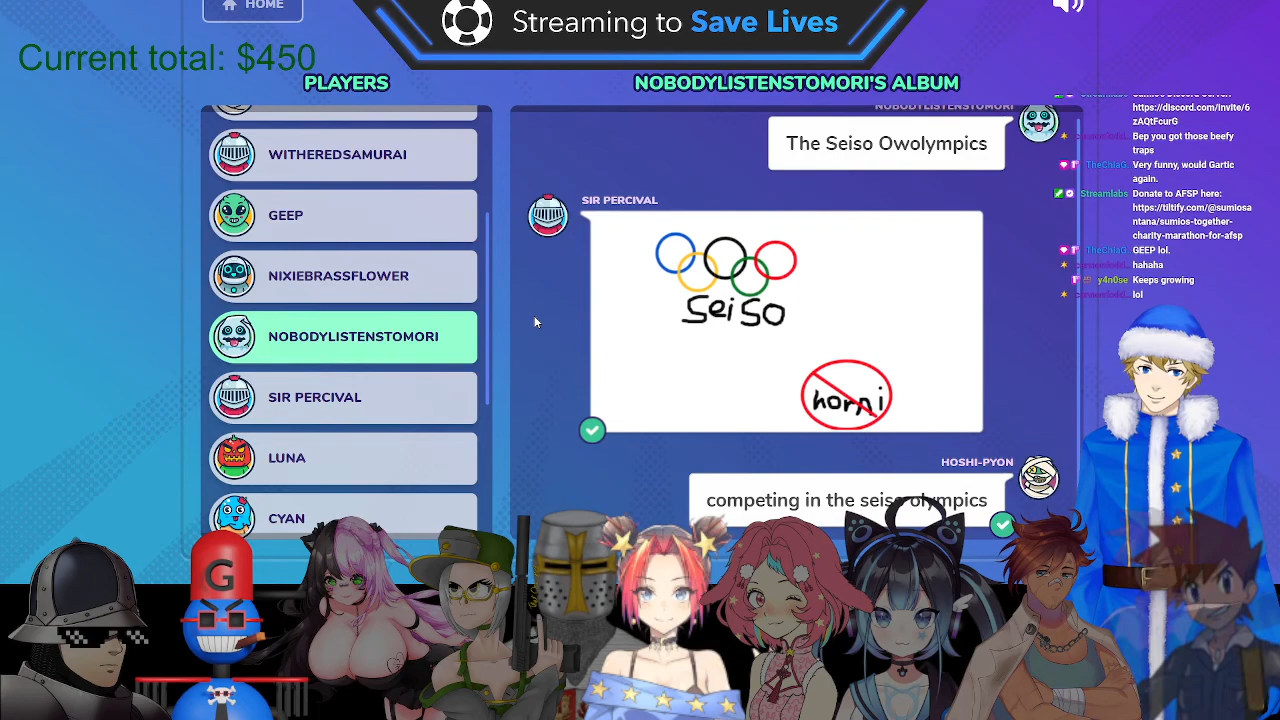 HOME
Streaming to Save Lives
Current total: $450
PLAYERS
WITHEREDSAMURAI
GEEP
NIXIEBRASSFLOWER
NOBODYLISTENSTOMORI
SIR PERCIVAL
LUNA
CYAN
NOBODYLISTENSTOMORI'S ALBUM
NOBODYLISTENSTOMORI
The Seiso Owolympics
SIR PERCIVAL
Seiso
horni
HOSHI-PYON
competing in the seiso olympics
https://discord.com/invite/6
zAQtFcurG
Bep you got those beefy
traps
TheChiaG.. Very funny, would Gartic
again.
Streamlabs Donate to AFSP here:
https://tiltify.com/@sumiosa
ntana/sumios-together-
charity-marathon-for-afsp
TheChiaG.. GEEP lol.
hahaha
y4n0se Keeps growing
lol
G